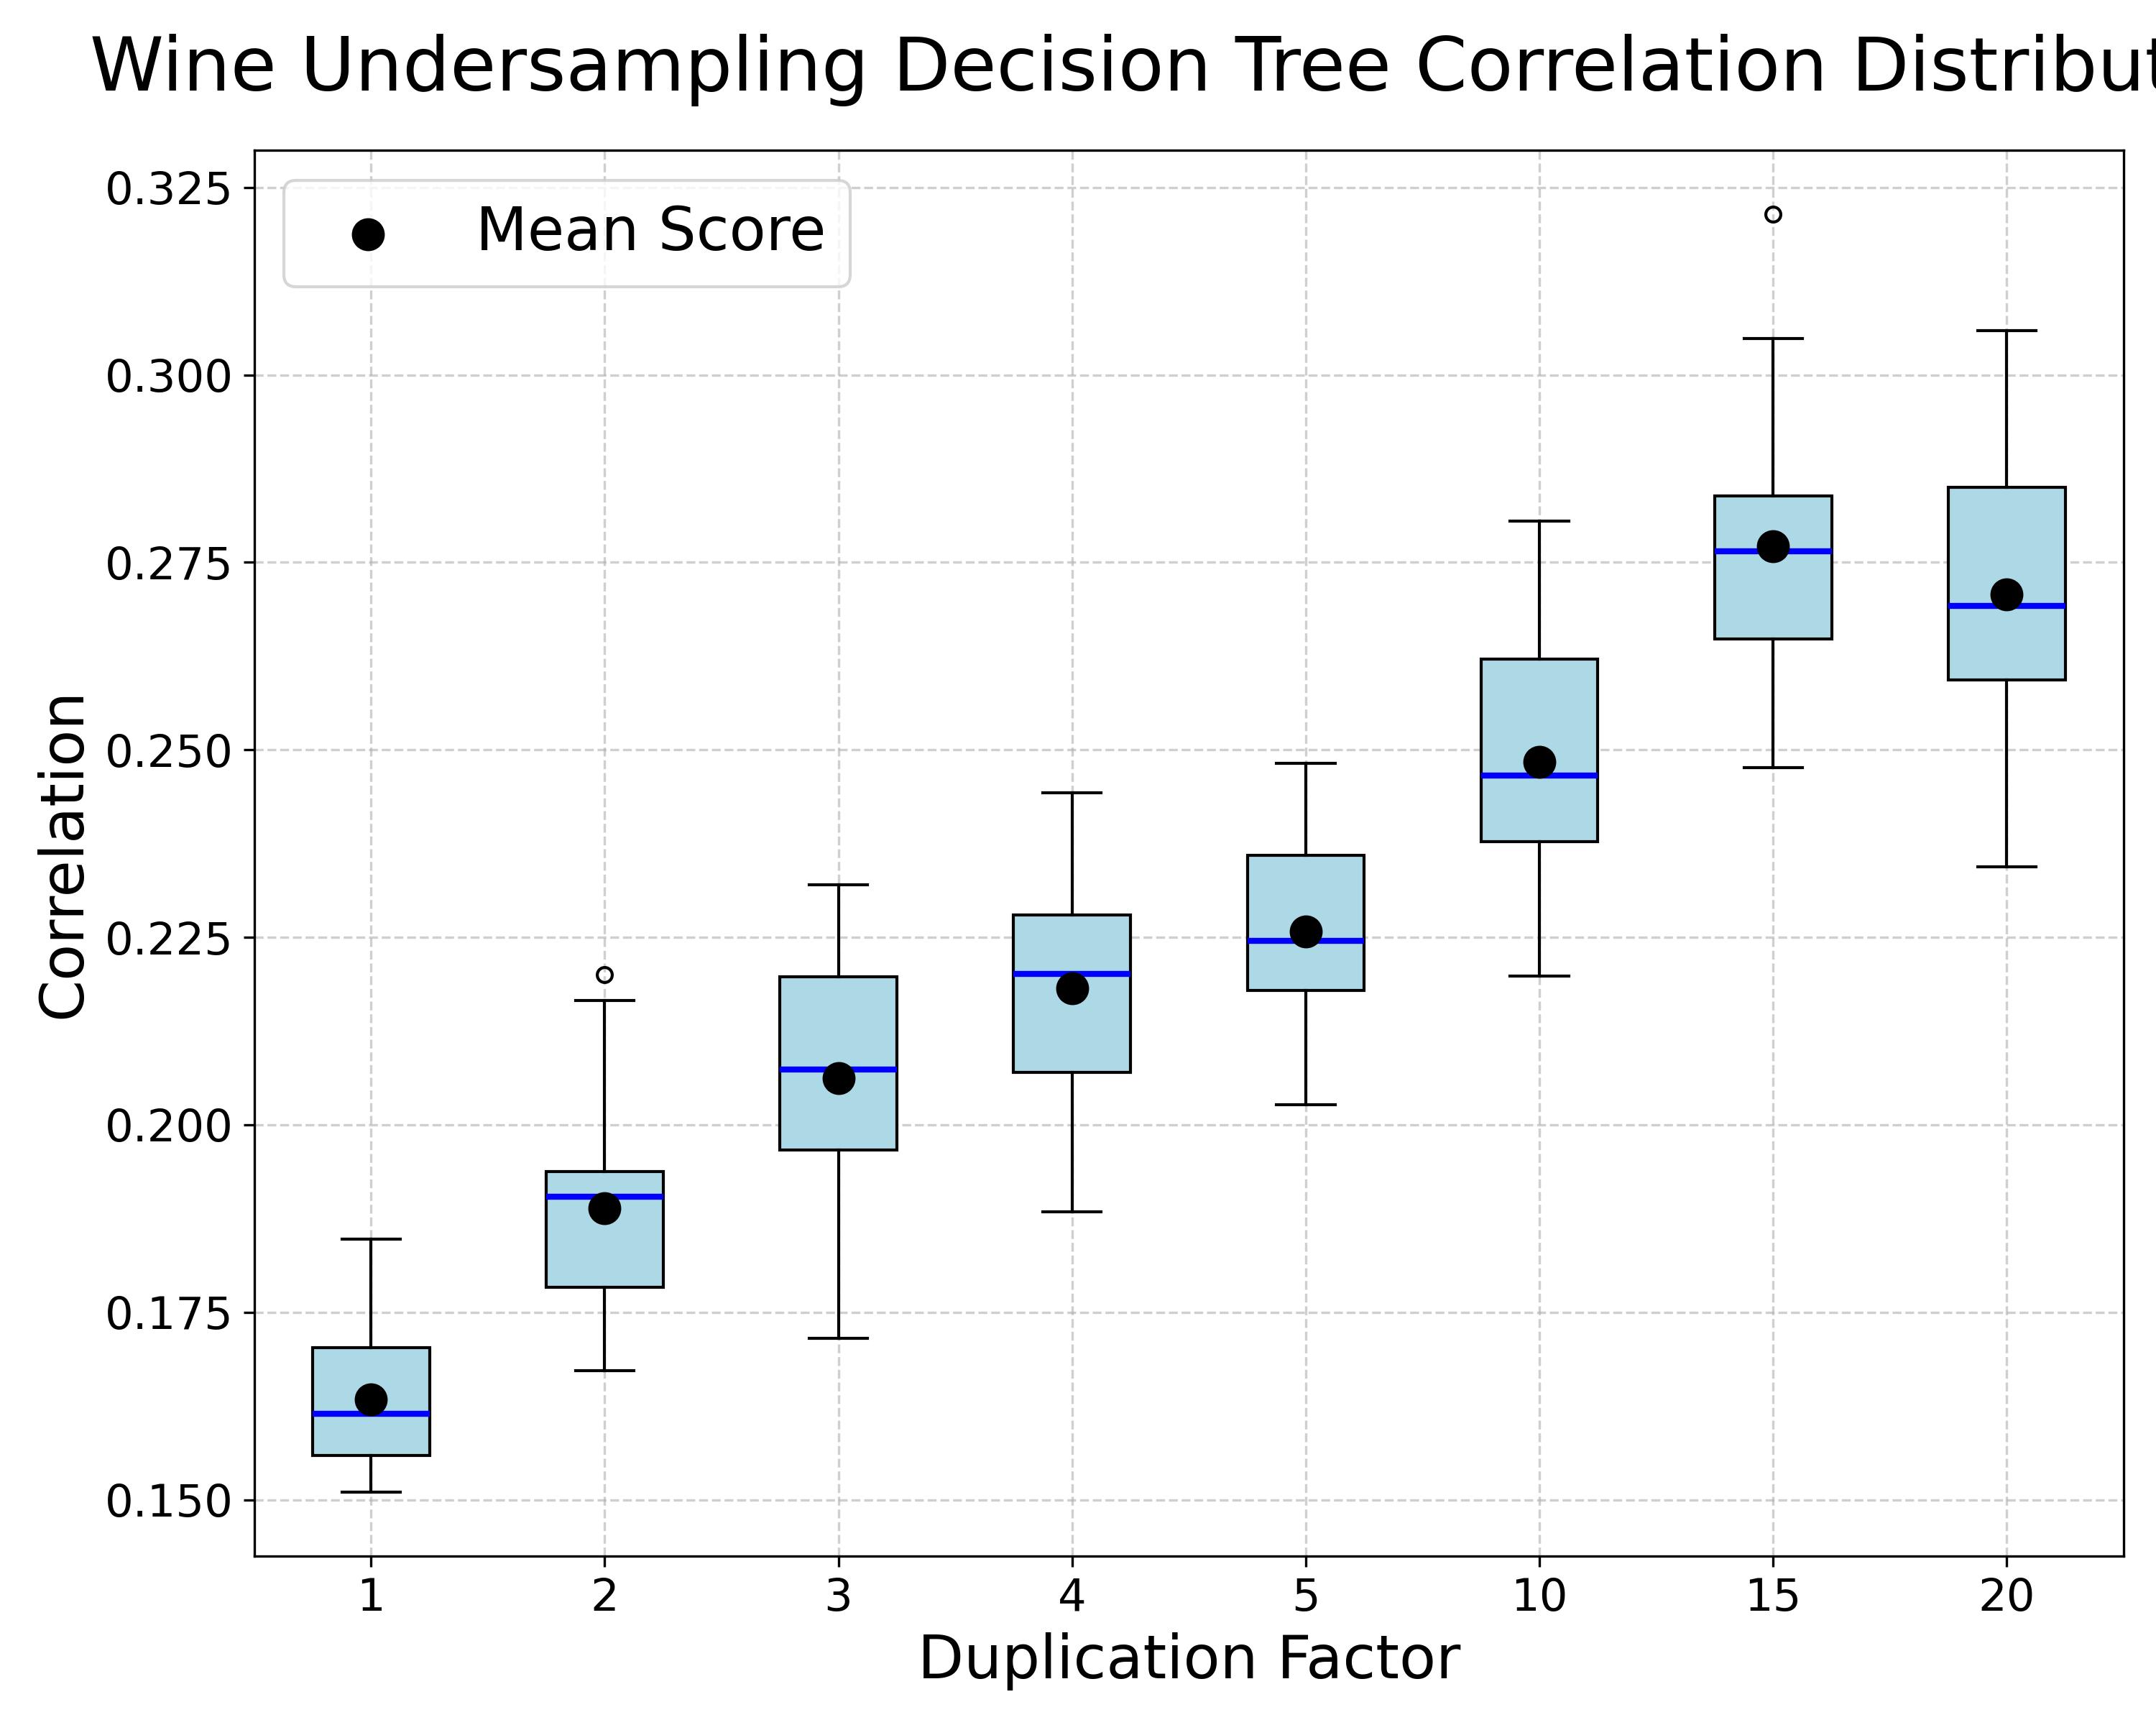 Wine Undersampling Decision Tree Correlation Distribut
Mean Score
Correlation
0.325
0.300
0.275
0.250
0.225
0.200
0.175
0.150
1 2 3 4 5 10 15 20
Duplication Factor